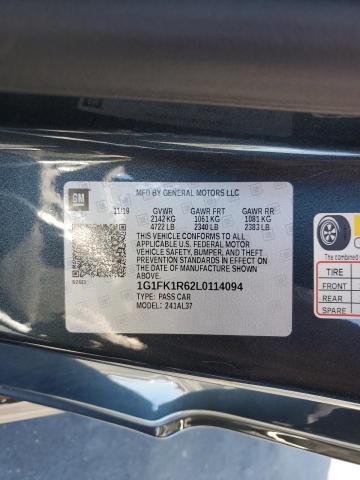 GM
MFD BY GENERAL MOTORS LLC
11/19 GVWR GAWR FRT GAWR RR
2142 KG 1061 KG 1081 KG
4722 LB 2340 LB 2383 LB
THIS VEHICLE CONFORMS TO ALL
APPLICABLE U.S. FEDERAL MOTOR
VEHICLE SAFETY, BUMPER, AND THEFT
PREVENTION STANDARDS IN EFFECT ON
THE DATE OF MANUFACTURE SHOWN
ABOVE.
1G1FK1R62L0114094
TYPE: PASS CAR
MODEL: 241AL37
TIRE
FRONT
REAR
SPARE